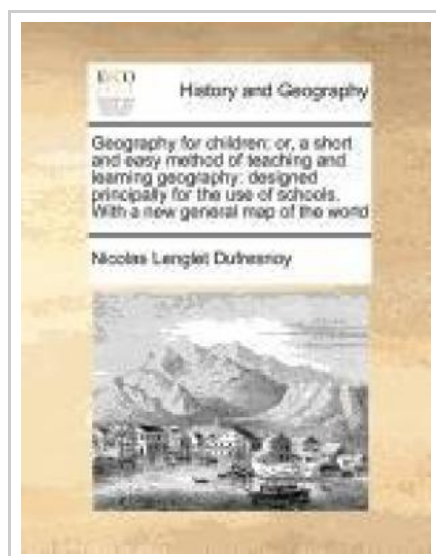 ECCO
History and Geography
Geography for children: or, a short
and easy method of teaching and
learning geography: designed
principally for the use of schools.
With a new general map of the world
Nicolas Lenglet Dufresnoy